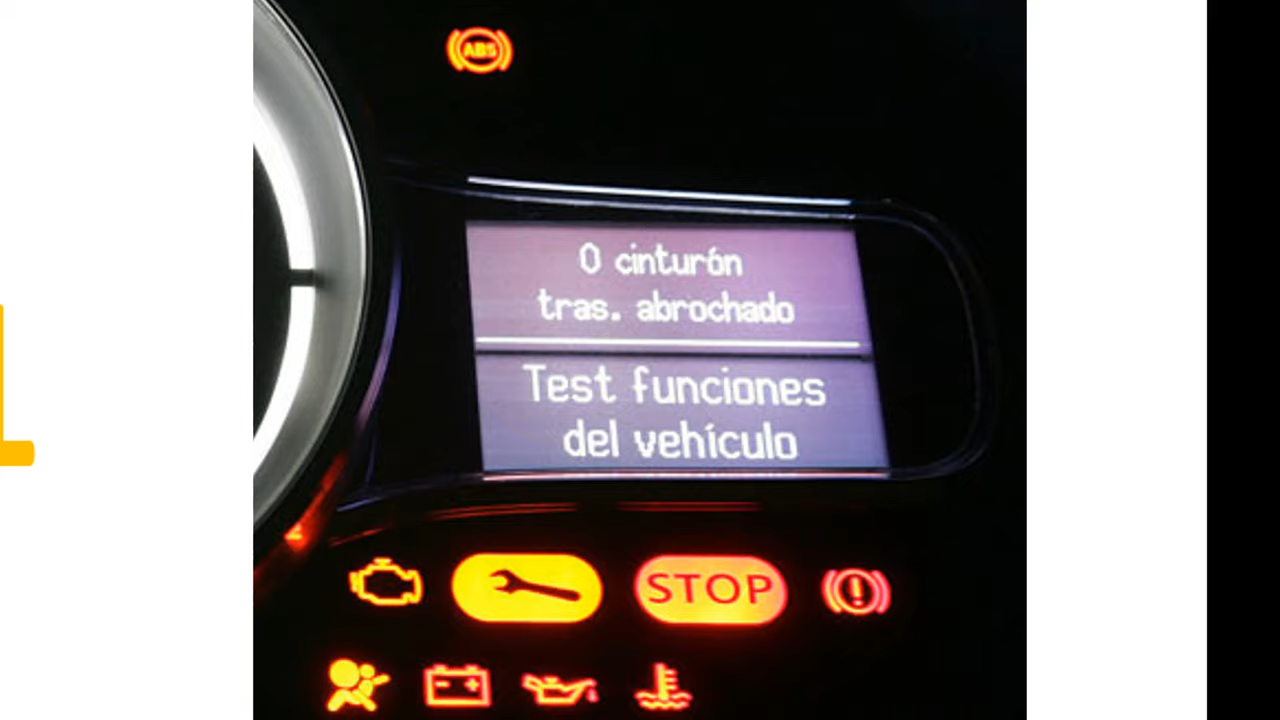 ABS
0 cinturón
tras. abrochado
Test funciones
del vehículo
STOP